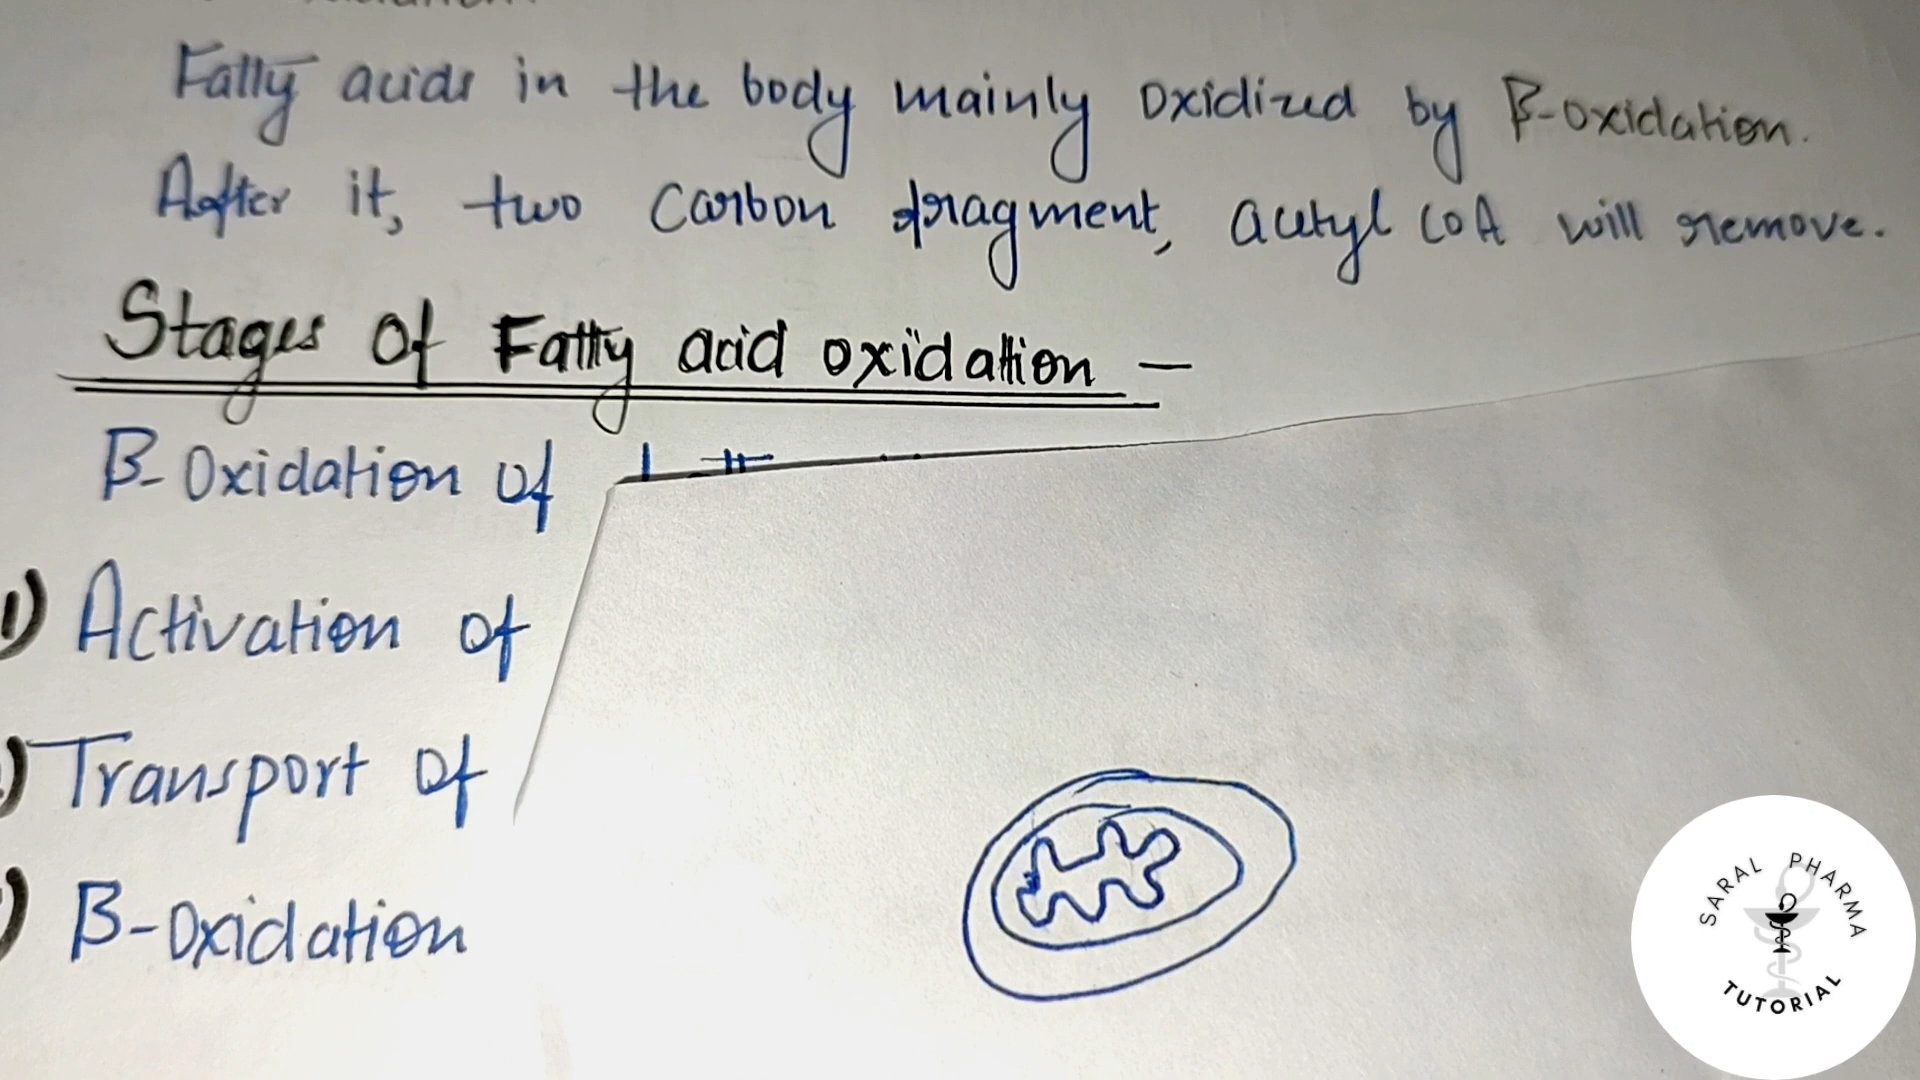 Fatty acids in the body mainly oxidized by β-oxidation.
After it, two carbon fragment, acetyl CoA will remove.
Stages of Fatty acid oxidation —
β-Oxidation of
1) Activation of
) Transport of
) β-Oxidation
SARAL PHARMA
TUTORIAL